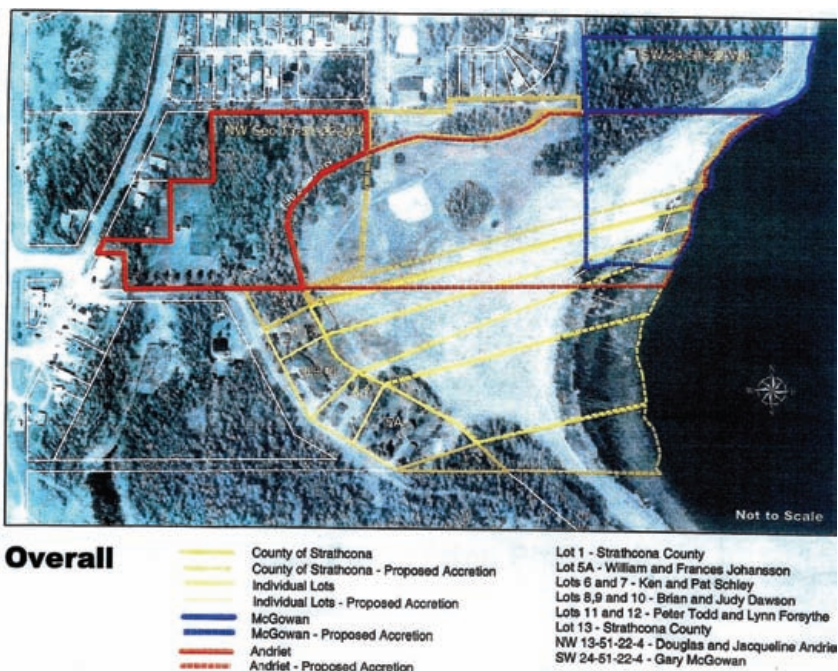 SW 24-51-22-W4
NW Sec 13-51-22-W4
5A
Not to Scale
Overall
County of Strathcona
County of Strathcona - Proposed Accretion
Individual Lots
Individual Lots - Proposed Accretion
McGowan
McGowan - Proposed Accretion
Andriet
Andriet - Proposed Accretion
Lot 1 - Strathcona County
Lot 5A - William and Frances Johansson
Lots 6 and 7 - Ken and Pat Schley
Lots 8,9 and 10 - Brian and Judy Dawson
Lots 11 and 12 - Peter Todd and Lynn Forsythe
Lot 13 - Strathcona County
NW 13-51-22-4 - Douglas and Jacqueline Andrie
SW 24-51-22-4 - Gary McGowan